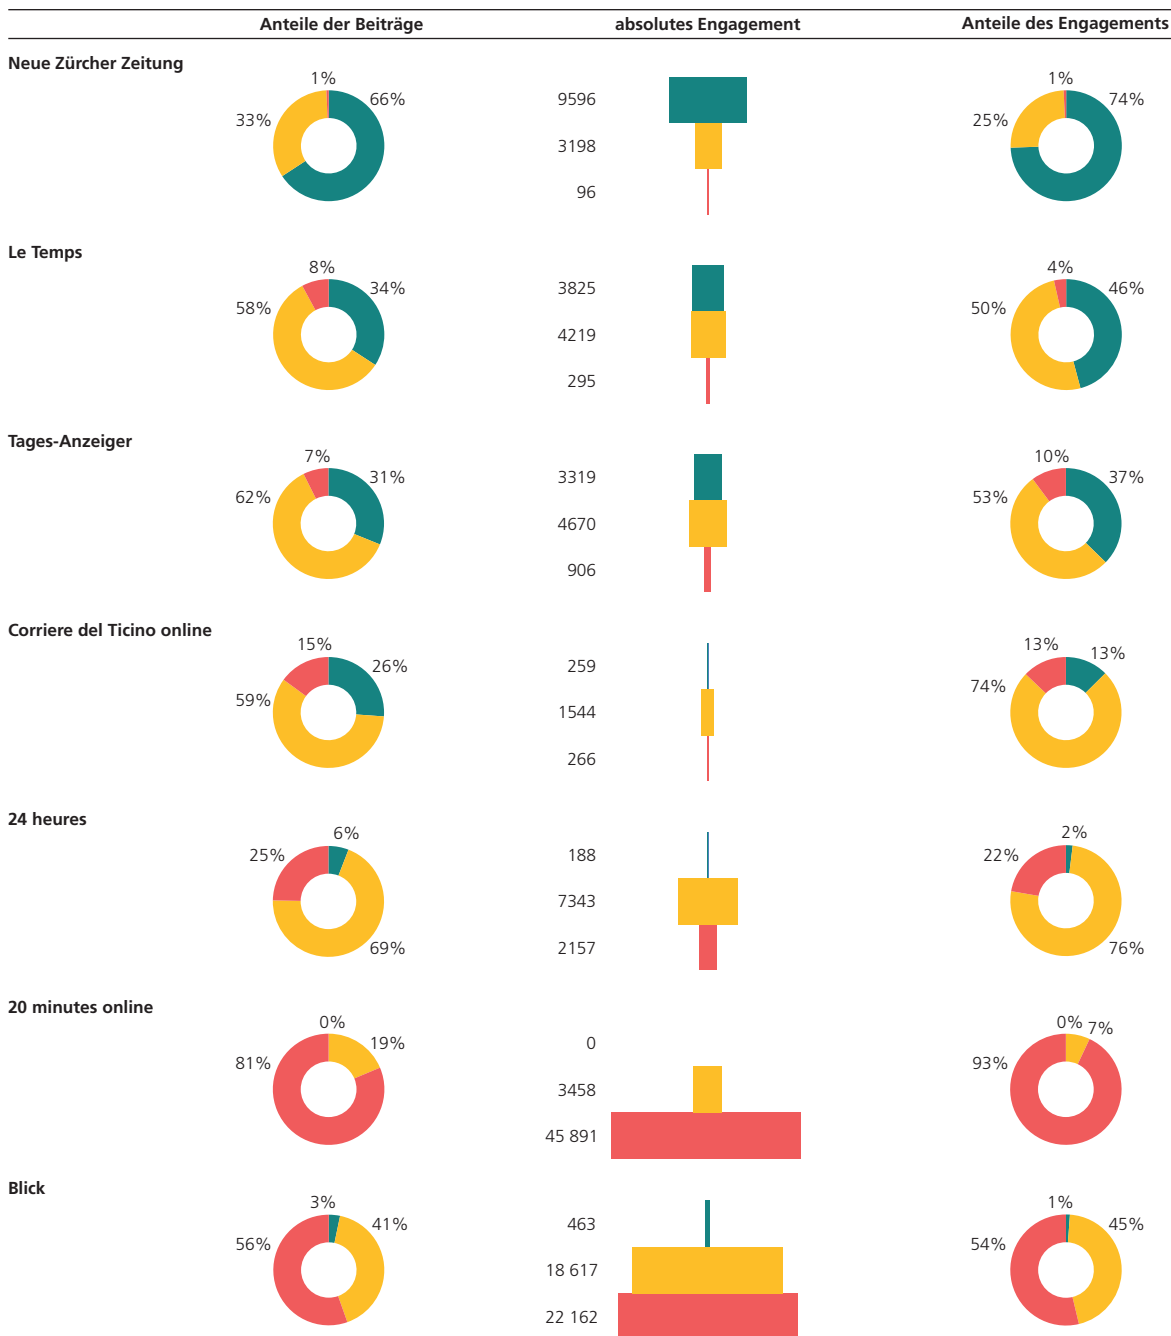 Anteile der Beiträge absolutes Engagement Anteile des Engagements
Neue Zürcher Zeitung
1% 1%
66% 9596 74%
33% 25%
3198
96
Le Temps
8% 4%
34% 3825 46%
58% 50%
4219
295
Tages-Anzeiger
7% 10%
31% 3319 37%
62% 53%
4670
906
Corriere del Ticino online
15% 13% 13%
26% 259
59% 1544 74%
266
24 heures
6% 2%
25% 188 22%
7343
69% 2157 76%
20 minutes online
0% 0% 7%
19% 0
81% 93%
3458
45 891
Blick
3% 1%
41% 463 45%
56% 54%
18 617
22 162